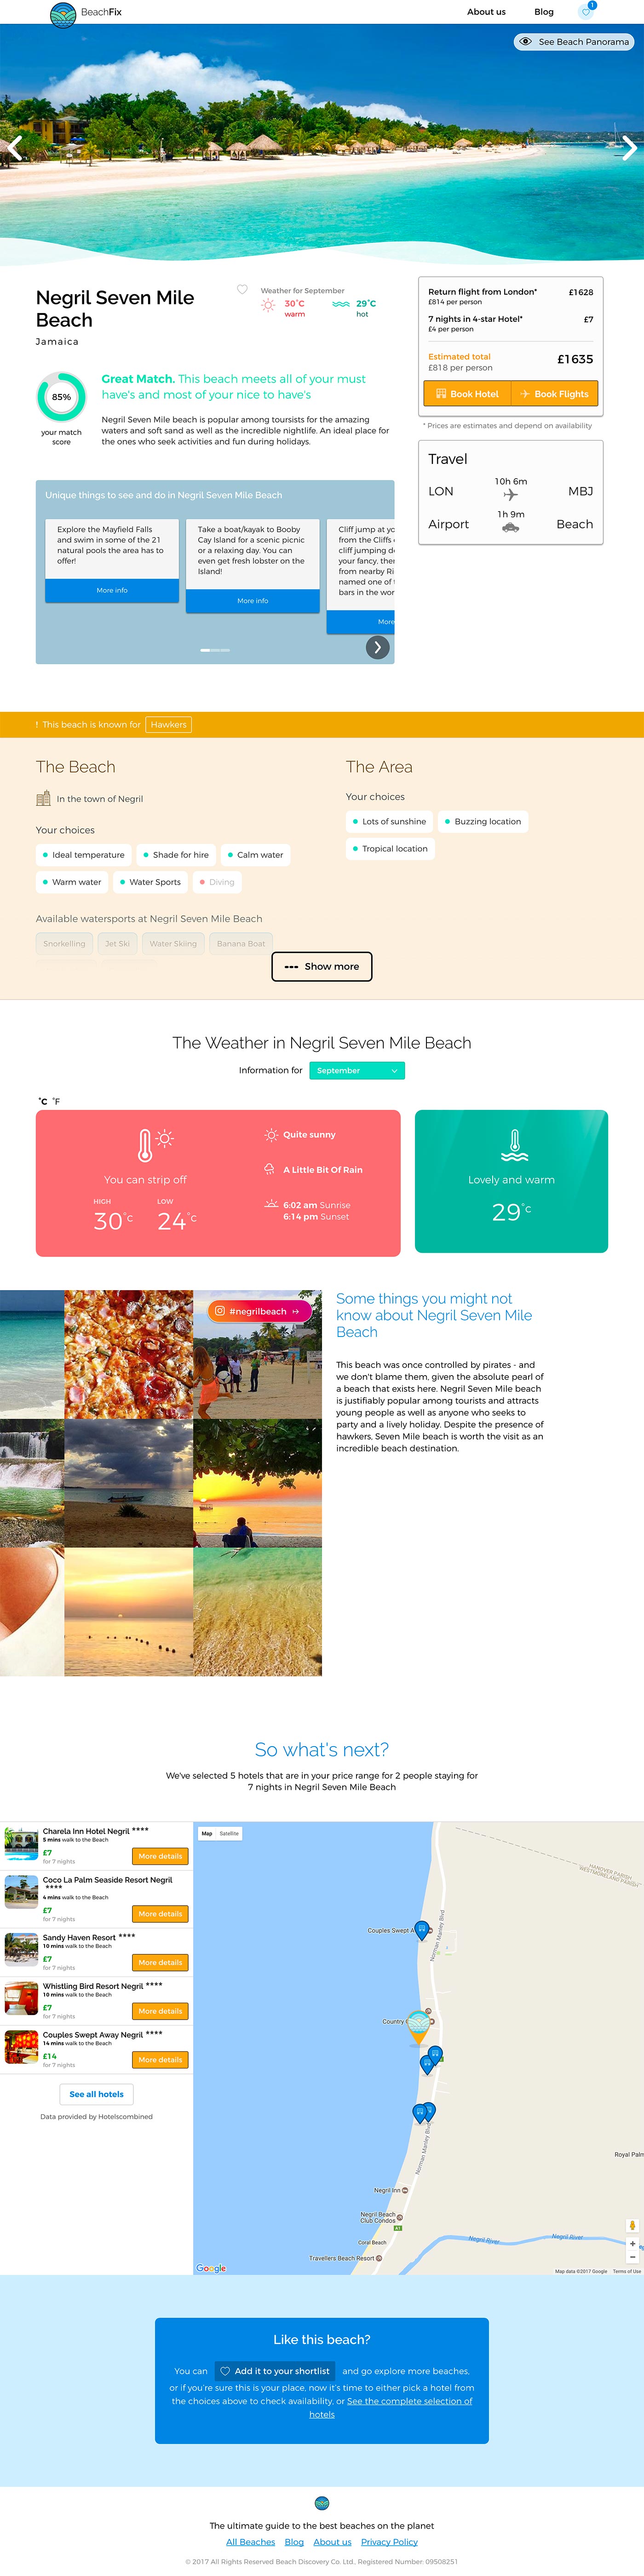 BeachFix
About us
Blog
1
See Beach Panorama
Negril Seven Mile
Beach
Jamaica
Weather for September
30°C
warm
29°C
hot
85%
your match
score
Great Match. This beach meets all of your must
have's and most of your nice to have's
Negril Seven Mile beach is popular among toursists for the amazing
waters and soft sand as well as the incredible nightlife. An ideal place for
the ones who seek activities and fun during holidays.
Return flight from London*
£1628
£814 per person
7 nights in 4-star Hotel*
£7
£4 per person
Estimated total
£1635
£818 per person
Book Hotel
Book Flights
* Prices are estimates and depend on availability
Travel
10h 6m
LON
MBJ
1h 9m
Airport
Beach
Unique things to see and do in Negril Seven Mile Beach
Explore the Mayfield Falls
and swim in some of the 21
natural pools the area has to
offer!
More info
Take a boat/kayak to Booby
Cay Island for a scenic picnic
or a relaxing day. You can
even get fresh lobster on the
Island!
More info
Cliff jump at yo
from the Cliffs
cliff jumping d
your fancy, the
from nearby Ri
named one of
bars in the wor
More
! This beach is known for Hawkers
The Beach
In the town of Negril
Your choices
Ideal temperature
Shade for hire
Calm water
Warm water
Water Sports
Diving
Available watersports at Negril Seven Mile Beach
Snorkelling
Jet Ski
Water Skiing
Banana Boat
The Area
Your choices
Lots of sunshine
Buzzing location
Tropical location
Show more
The Weather in Negril Seven Mile Beach
Information for
September
°C °F
You can strip off
HIGH
LOW
30°C
24°C
Quite sunny
A Little Bit Of Rain
6:02 am Sunrise
6:14 pm Sunset
Lovely and warm
29°C
#negrilbeach
Some things you might not
know about Negril Seven Mile
Beach
This beach was once controlled by pirates - and
we don't blame them, given the absolute pearl of
a beach that exists here. Negril Seven Mile beach
is justifiably popular among tourists and attracts
young people as well as anyone who seeks to
party and a lively holiday. Despite the presence of
hawkers, Seven Mile beach is worth the visit as an
incredible beach destination.
So what's next?
We've selected 5 hotels that are in your price range for 2 people staying for
7 nights in Negril Seven Mile Beach
Charela Inn Hotel Negril ****
5 mins walk to the Beach
£7
for 7 nights
More details
Coco La Palm Seaside Resort Negril
****
4 mins walk to the Beach
£7
for 7 nights
More details
Sandy Haven Resort ****
10 mins walk to the Beach
£7
for 7 nights
More details
Whistling Bird Resort Negril ****
10 mins walk to the Beach
£7
for 7 nights
More details
Couples Swept Away Negril ****
14 mins walk to the Beach
£14
for 7 nights
More details
See all hotels
Data provided by Hotelscombined
Map
Satellite
HANOVER PARISH
WESTMORELAND PARISH
Couples Swept A
Norman Manley Blvd
Country
Norman Manley Blvd
Royal Palm
Negril Inn
Negril Beach
Club Condos
A1
Coral Beach
Travellers Beach Resort
Negril River
Negril River
Google
Map data ©2017 Google
Terms of Use
Like this beach?
You can Add it to your shortlist and go explore more beaches,
or if you're sure this is your place, now it's time to either pick a hotel from
the choices above to check availability, or See the complete selection of
hotels
The ultimate guide to the best beaches on the planet
All Beaches
Blog
About us
Privacy Policy
© 2017 All Rights Reserved Beach Discovery Co. Ltd., Registered Number: 09508251